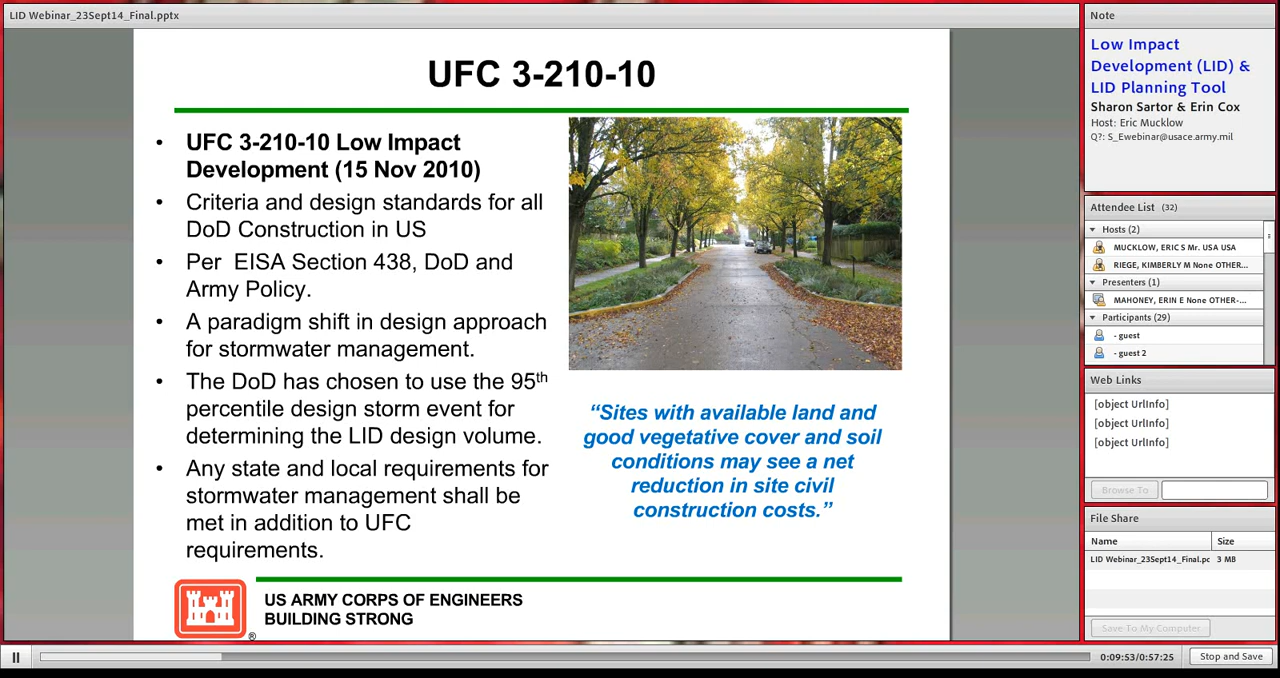 LID Webinar_23Sept14_Final.pptx
UFC 3-210-10
• UFC 3-210-10 Low Impact
Development (15 Nov 2010)
• Criteria and design standards for all
DoD Construction in US
• Per EISA Section 438, DoD and
Army Policy.
• A paradigm shift in design approach
for stormwater management.
• The DoD has chosen to use the 95th
percentile design storm event for
determining the LID design volume.
• Any state and local requirements for
stormwater management shall be
met in addition to UFC
requirements.
“Sites with available land and
good vegetative cover and soil
conditions may see a net
reduction in site civil
construction costs.”
US ARMY CORPS OF ENGINEERS
BUILDING STRONG
®
Note
Low Impact
Development (LID) &
LID Planning Tool
Sharon Sartor & Erin Cox
Host: Eric Mucklow
Q?: S_Ewebinar@usace.army.mil
Attendee List (32)
Hosts (2)
MUCKLOW, ERIC S Mr. USA USA
RIEGE, KIMBERLY M None OTHER...
Presenters (1)
MAHONEY, ERIN E None OTHER-...
Participants (29)
- guest
- guest 2
Web Links
[object UrlInfo]
[object UrlInfo]
[object UrlInfo]
Browse To
File Share
Name Size
LID Webinar_23Sept14_Final.pc 3 MB
Save To My Computer
0:09:53/0:57:25
Stop and Save